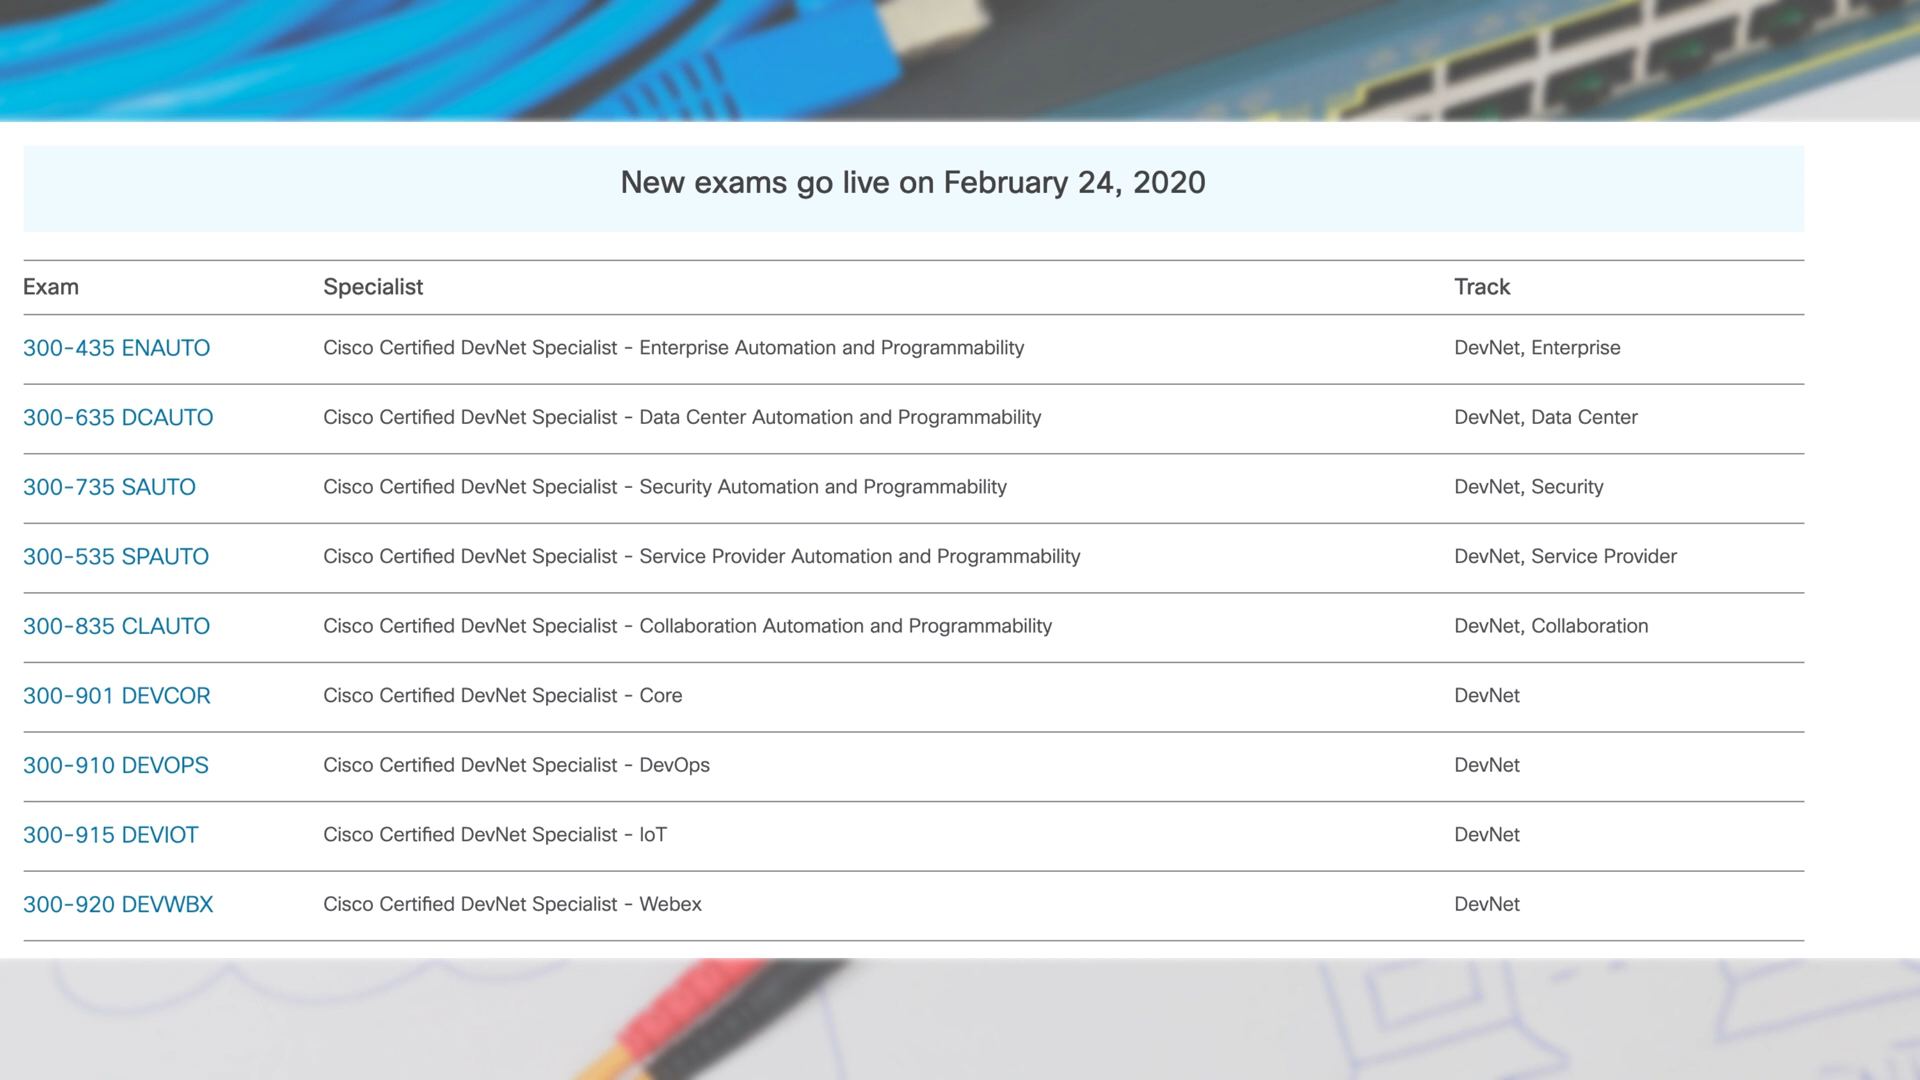 New exams go live on February 24, 2020
Exam Specialist Track
300-435 ENAUTO Cisco Certified DevNet Specialist - Enterprise Automation and Programmability DevNet, Enterprise
300-635 DCAUTO Cisco Certified DevNet Specialist - Data Center Automation and Programmability DevNet, Data Center
300-735 SAUTO Cisco Certified DevNet Specialist - Security Automation and Programmability DevNet, Security
300-535 SPAUTO Cisco Certified DevNet Specialist - Service Provider Automation and Programmability DevNet, Service Provider
300-835 CLAUTO Cisco Certified DevNet Specialist - Collaboration Automation and Programmability DevNet, Collaboration
300-901 DEVCOR Cisco Certified DevNet Specialist - Core DevNet
300-910 DEVOPS Cisco Certified DevNet Specialist - DevOps DevNet
300-915 DEVIOT Cisco Certified DevNet Specialist - IoT DevNet
300-920 DEVWBX Cisco Certified DevNet Specialist - Webex DevNet